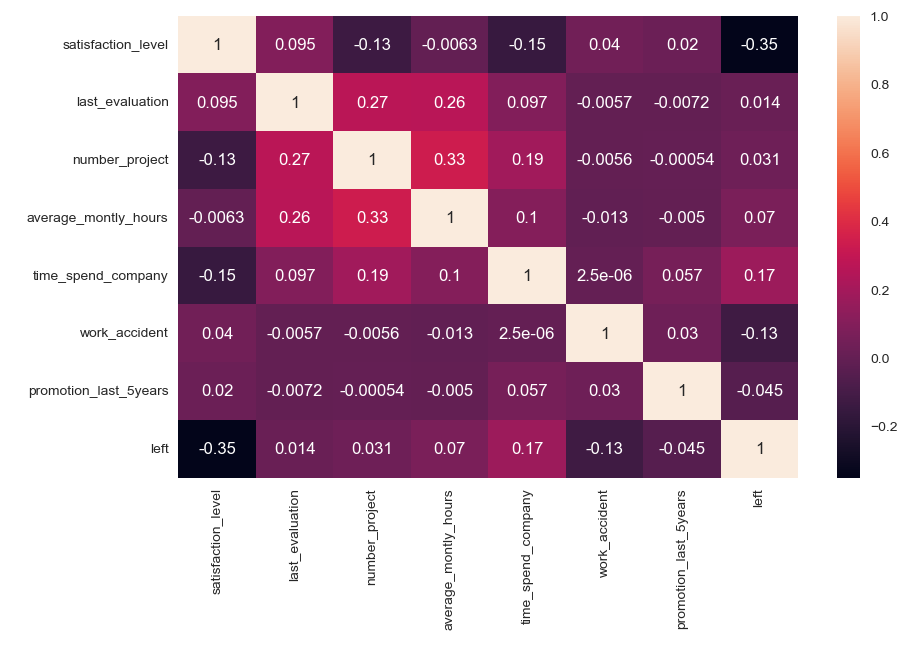 satisfaction_level 1 0.095 -0.13 -0.0063 -0.15 0.04 0.02 -0.35
last_evaluation 0.095 1 0.27 0.26 0.097 -0.0057 -0.0072 0.014
number_project -0.13 0.27 1 0.33 0.19 -0.0056 -0.00054 0.031
average_montly_hours -0.0063 0.26 0.33 1 0.1 -0.013 -0.005 0.07
time_spend_company -0.15 0.097 0.19 0.1 1 2.5e-06 0.057 0.17
work_accident 0.04 -0.0057 -0.0056 -0.013 2.5e-06 1 0.03 -0.13
promotion_last_5years 0.02 -0.0072 -0.00054 -0.005 0.057 0.03 1 -0.045
left -0.35 0.014 0.031 0.07 0.17 -0.13 -0.045 1
satisfaction_level
last_evaluation
number_project
average_montly_hours
time_spend_company
work_accident
promotion_last_5years
left
1.0
0.8
0.6
0.4
0.2
0.0
−0.2